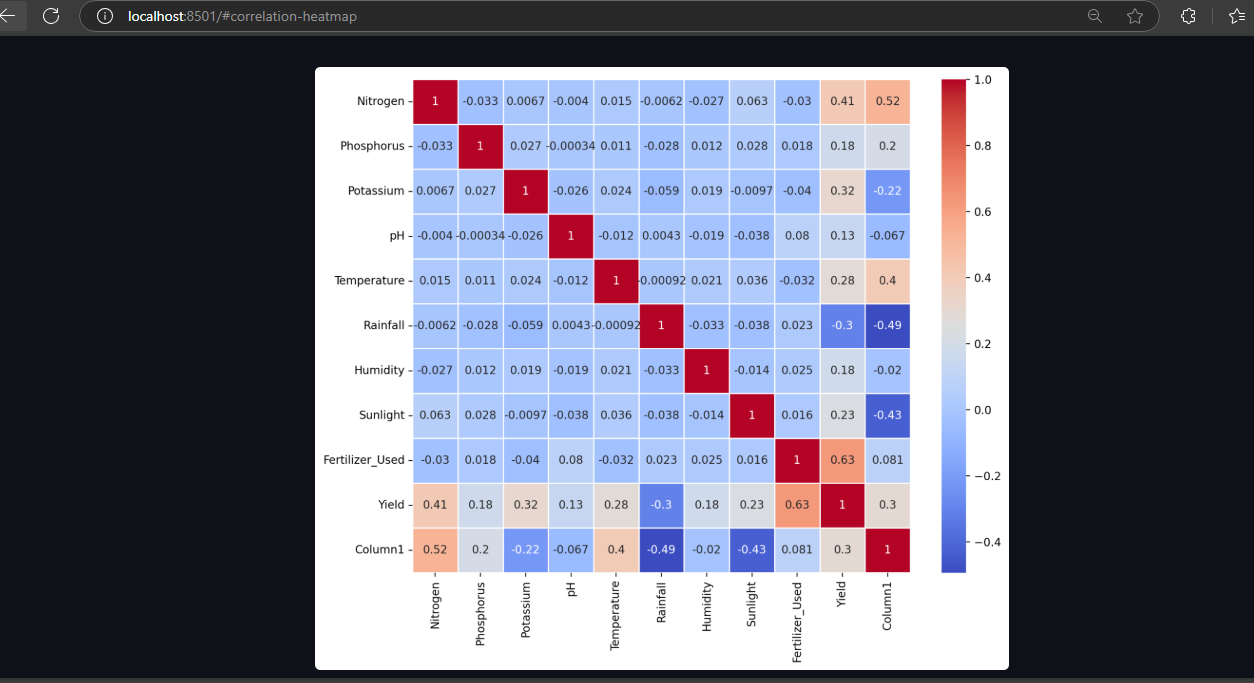 localhost:8501/#correlation-heatmap
Nitrogen 1 -0.033 0.0067 -0.004 0.015 -0.0062 -0.027 0.063 -0.03 0.41 0.52
Phosphorus -0.033 1 0.027 -0.00034 0.011 -0.028 0.012 0.028 0.018 0.18 0.2
Potassium 0.0067 0.027 1 -0.026 0.024 -0.059 0.019 -0.0097 -0.04 0.32 -0.22
pH -0.004 -0.00034 -0.026 1 -0.012 0.0043 -0.019 -0.038 0.08 0.13 -0.067
Temperature 0.015 0.011 0.024 -0.012 1 -0.00092 0.021 0.036 -0.032 0.28 0.4
Rainfall -0.0062 -0.028 -0.059 0.0043 -0.00092 1 -0.033 -0.038 0.023 -0.3 -0.49
Humidity -0.027 0.012 0.019 -0.019 0.021 -0.033 1 -0.014 0.025 0.18 -0.02
Sunlight 0.063 0.028 -0.0097 -0.038 0.036 -0.038 -0.014 1 0.016 0.23 -0.43
Fertilizer_Used -0.03 0.018 -0.04 0.08 -0.032 0.023 0.025 0.016 1 0.63 0.081
Yield 0.41 0.18 0.32 0.13 0.28 -0.3 0.18 0.23 0.63 1 0.3
Column1 0.52 0.2 -0.22 -0.067 0.4 -0.49 -0.02 -0.43 0.081 0.3 1
Nitrogen Phosphorus Potassium pH Temperature Rainfall Humidity Sunlight Fertilizer_Used Yield Column1
1.0
0.8
0.6
0.4
0.2
0.0
−0.2
−0.4